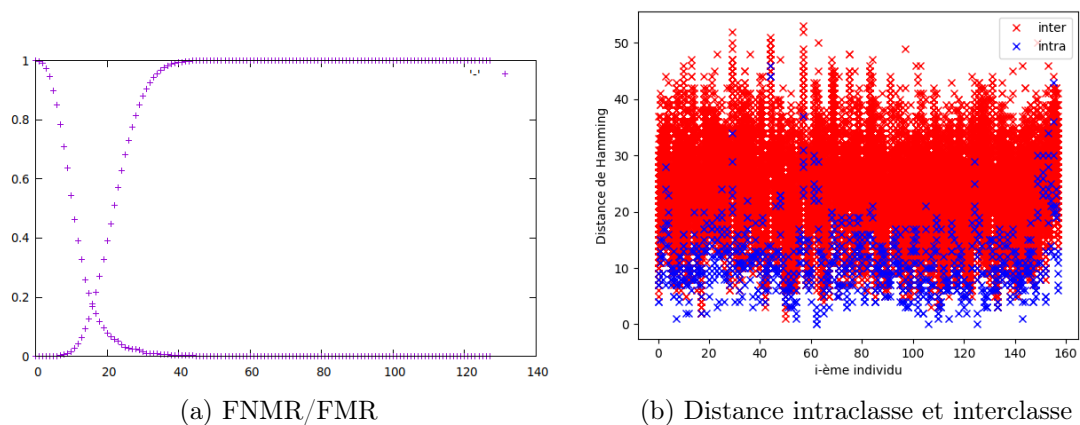 1
0.8
0.6
0.4
0.2
0
0 20 40 60 80 100 120 140
(a) FNMR/FMR
inter
intra
50
40
30
20
10
0
Distance de Hamming
0 20 40 60 80 100 120 140 160
i-ème individu
(b) Distance intraclasse et interclasse